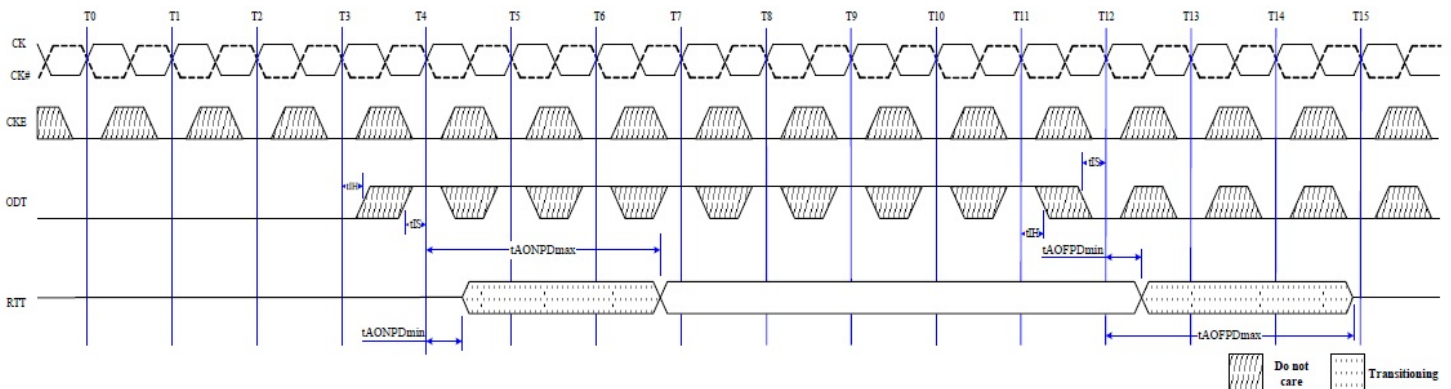 T0 T1 T2 T3 T4 T5 T6 T7 T8 T9 T10 T11 T12 T13 T14 T15
CK
CK#
CKE
tIS
tIH
ODT
tIS
tIH
tAONPDmax
tAOFPDmin
RTT
tAONPDmin
tAOFPDmax
Do not
care
Transitioning